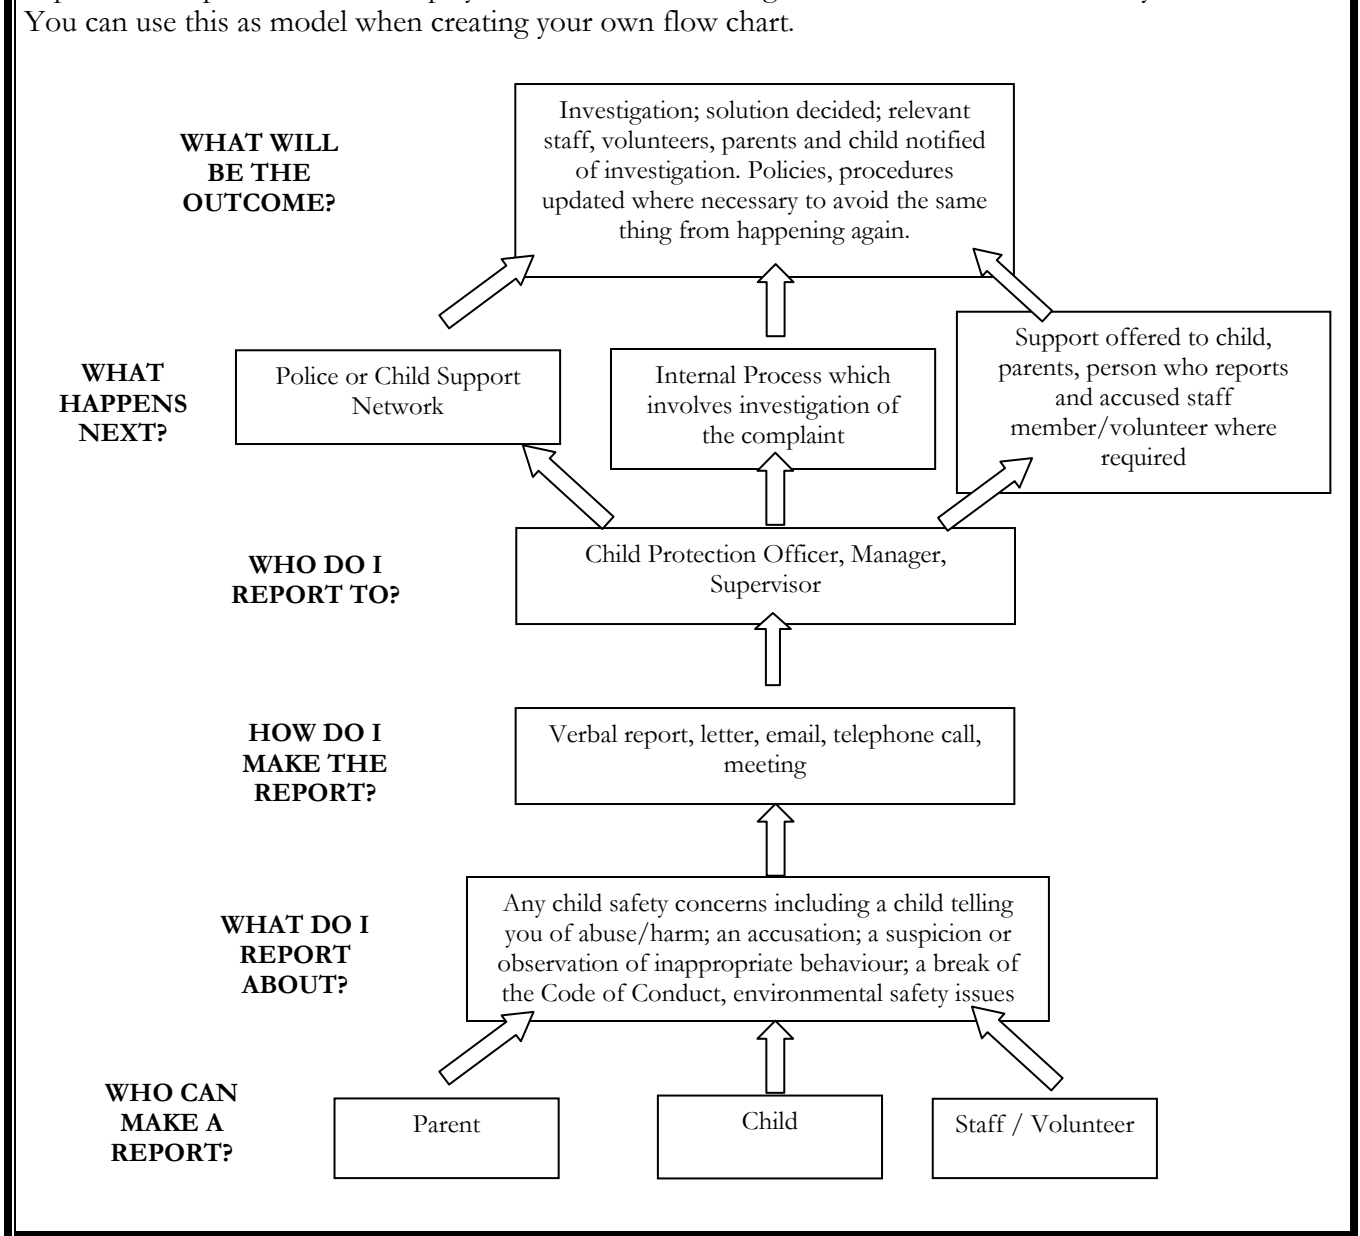 You can use this as model when creating your own flow chart.
WHAT WILL
BE THE
OUTCOME?
Investigation; solution decided; relevant
staff, volunteers, parents and child notified
of investigation. Policies, procedures
updated where necessary to avoid the same
thing from happening again.
WHAT
HAPPENS
NEXT?
Police or Child Support
Network
Internal Process which
involves investigation of
the complaint
Support offered to child,
parents, person who reports
and accused staff
member/volunteer where
required
WHO DO I
REPORT TO?
Child Protection Officer, Manager,
Supervisor
HOW DO I
MAKE THE
REPORT?
Verbal report, letter, email, telephone call,
meeting
WHAT DO I
REPORT
ABOUT?
Any child safety concerns including a child telling
you of abuse/harm; an accusation; a suspicion or
observation of inappropriate behaviour; a break of
the Code of Conduct, environmental safety issues
WHO CAN
MAKE A
REPORT?
Parent
Child
Staff / Volunteer